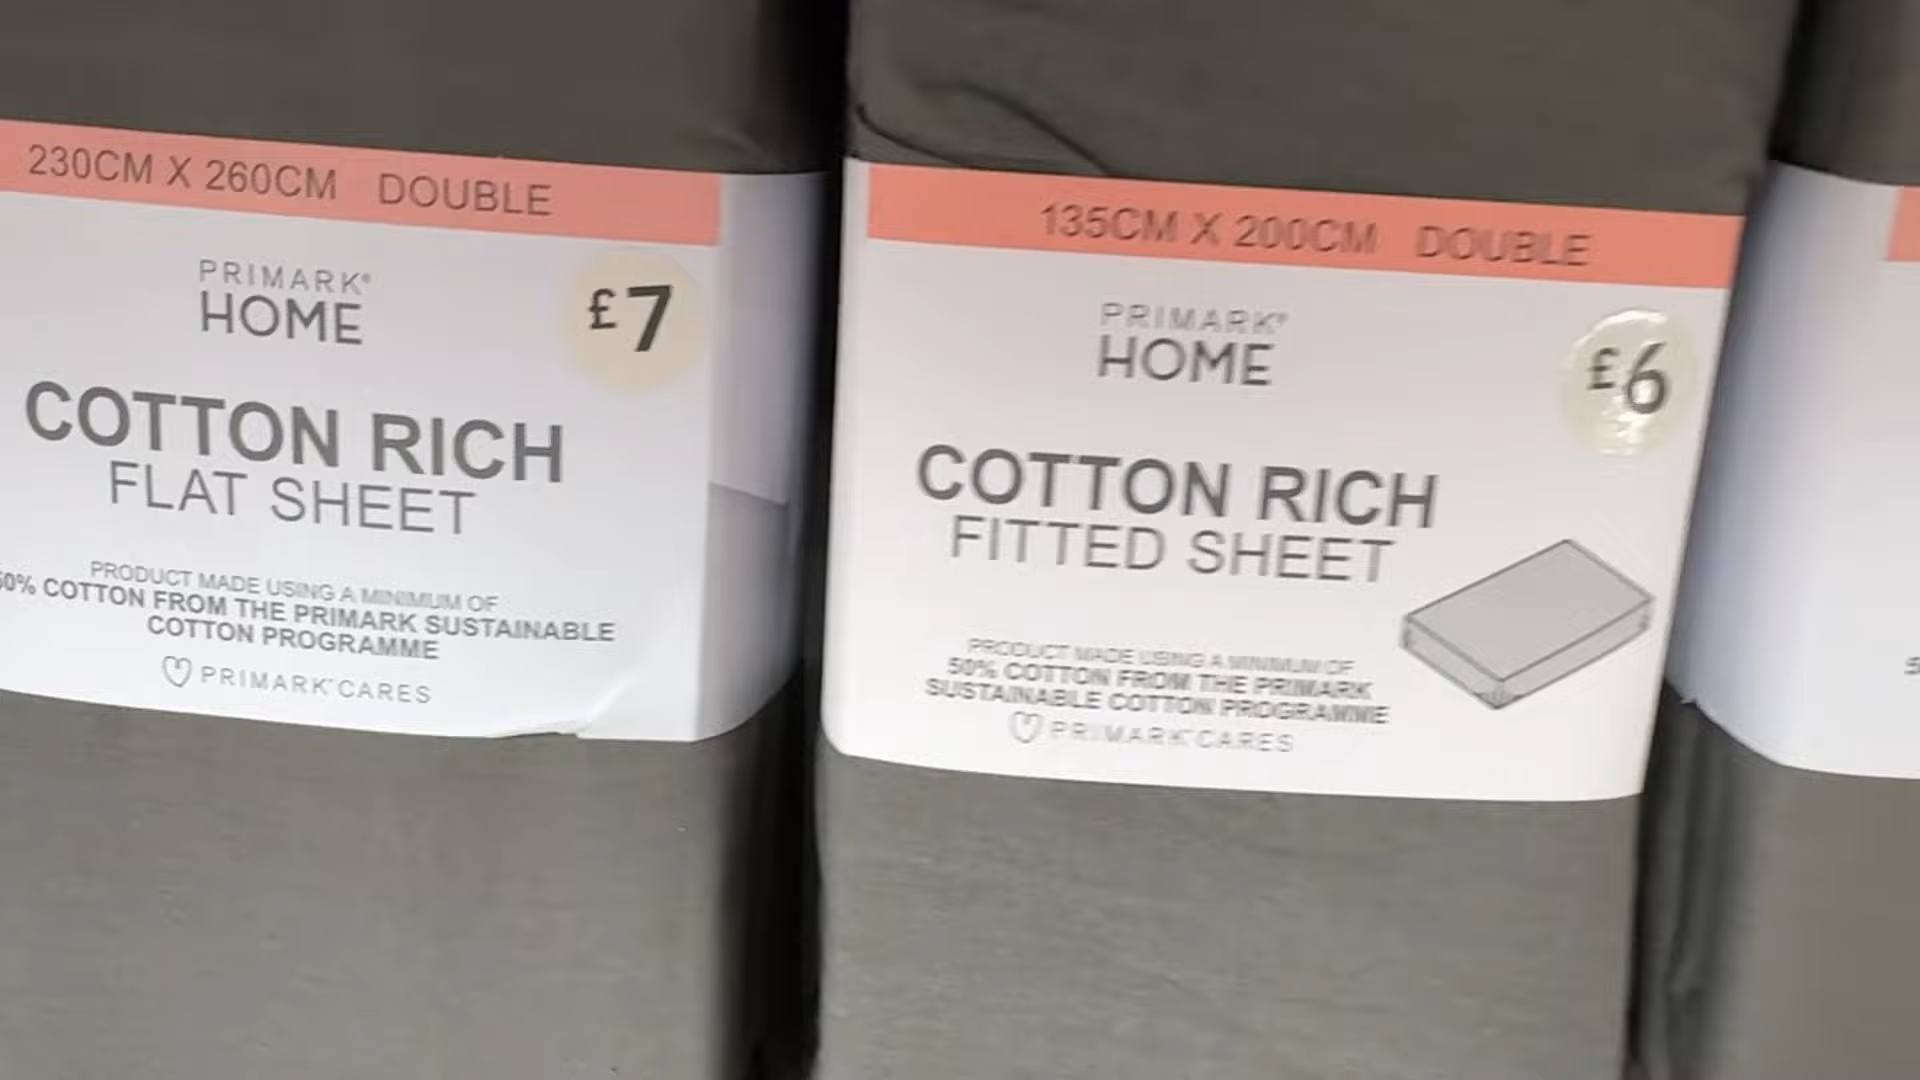 230CM X 260CM DOUBLE
PRIMARK®
HOME
£7
COTTON RICH
FLAT SHEET
PRODUCT MADE USING A MINIMUM OF
50% COTTON FROM THE PRIMARK SUSTAINABLE
COTTON PROGRAMME
PRIMARK CARES
135CM X 200CM DOUBLE
PRIMARK®
HOME
£6
COTTON RICH
FITTED SHEET
PRODUCT MADE USING A MINIMUM OF
50% COTTON FROM THE PRIMARK
SUSTAINABLE COTTON PROGRAMME
PRIMARK CARES
5